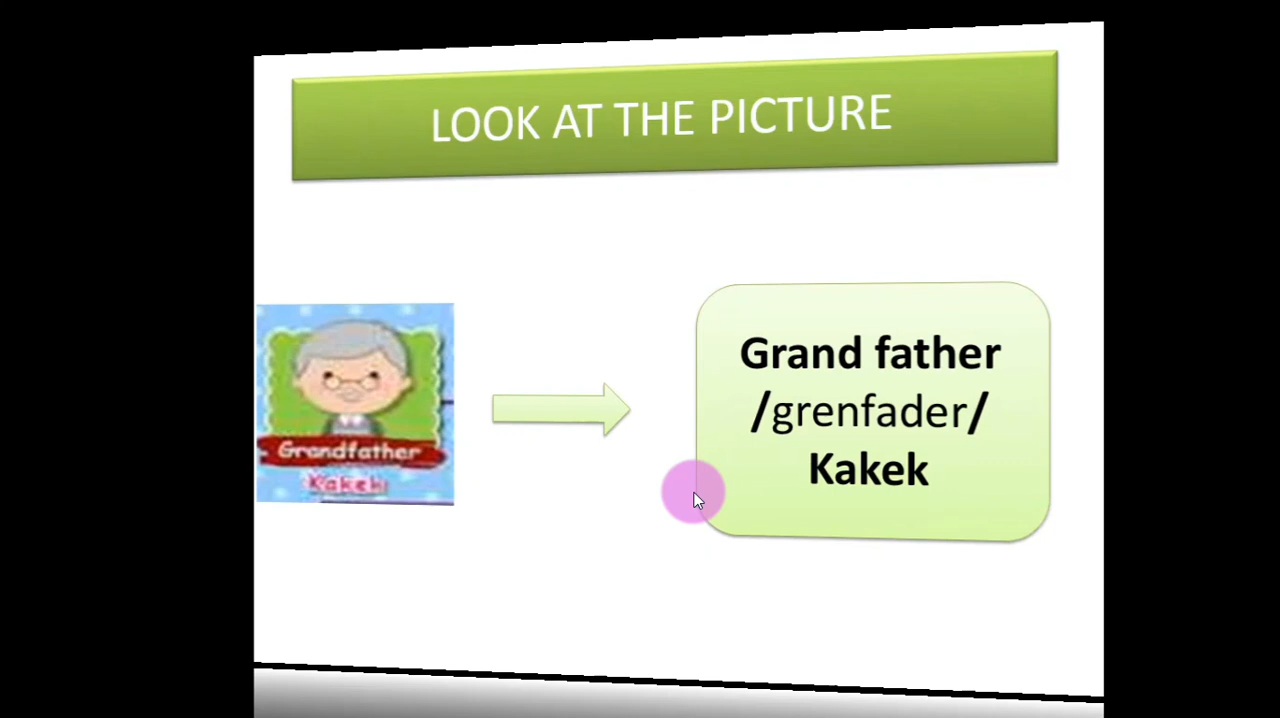 LOOK AT THE PICTURE
Grandfather
Kakek
Grand father
/grenfader/
Kakek